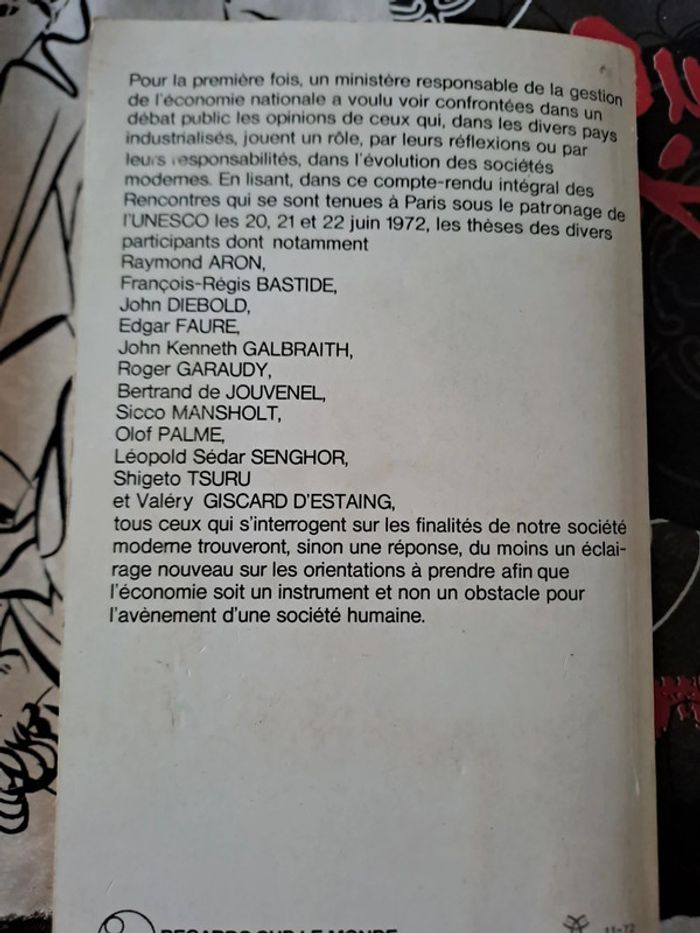 Pour la première fois, un ministère responsable de la gestion
de l'économie nationale a voulu voir confrontées dans un
débat public les opinions de ceux qui, dans les divers pays
industrialisés, jouent un rôle, par leurs réflexions ou par
leurs responsabilités, dans l'évolution des sociétés
modernes. En lisant, dans ce compte-rendu intégral des
Rencontres qui se sont tenues à Paris sous le patronage de
l'UNESCO les 20, 21 et 22 juin 1972, les thèses des divers
participants dont notamment
Raymond ARON,
François-Régis BASTIDE,
John DIEBOLD,
Edgar FAURE,
John Kenneth GALBRAITH,
Roger GARAUDY,
Bertrand de JOUVENEL,
Sicco MANSHOLT,
Olof PALME,
Léopold Sédar SENGHOR,
Shigeto TSURU
et Valéry GISCARD D'ESTAING,
tous ceux qui s'interrogent sur les finalités de notre société
moderne trouveront, sinon une réponse, du moins un éclai-
rage nouveau sur les orientations à prendre afin que
l'économie soit un instrument et non un obstacle pour
l'avènement d'une société humaine.
REGARDS SUR LE MONDE
11-72